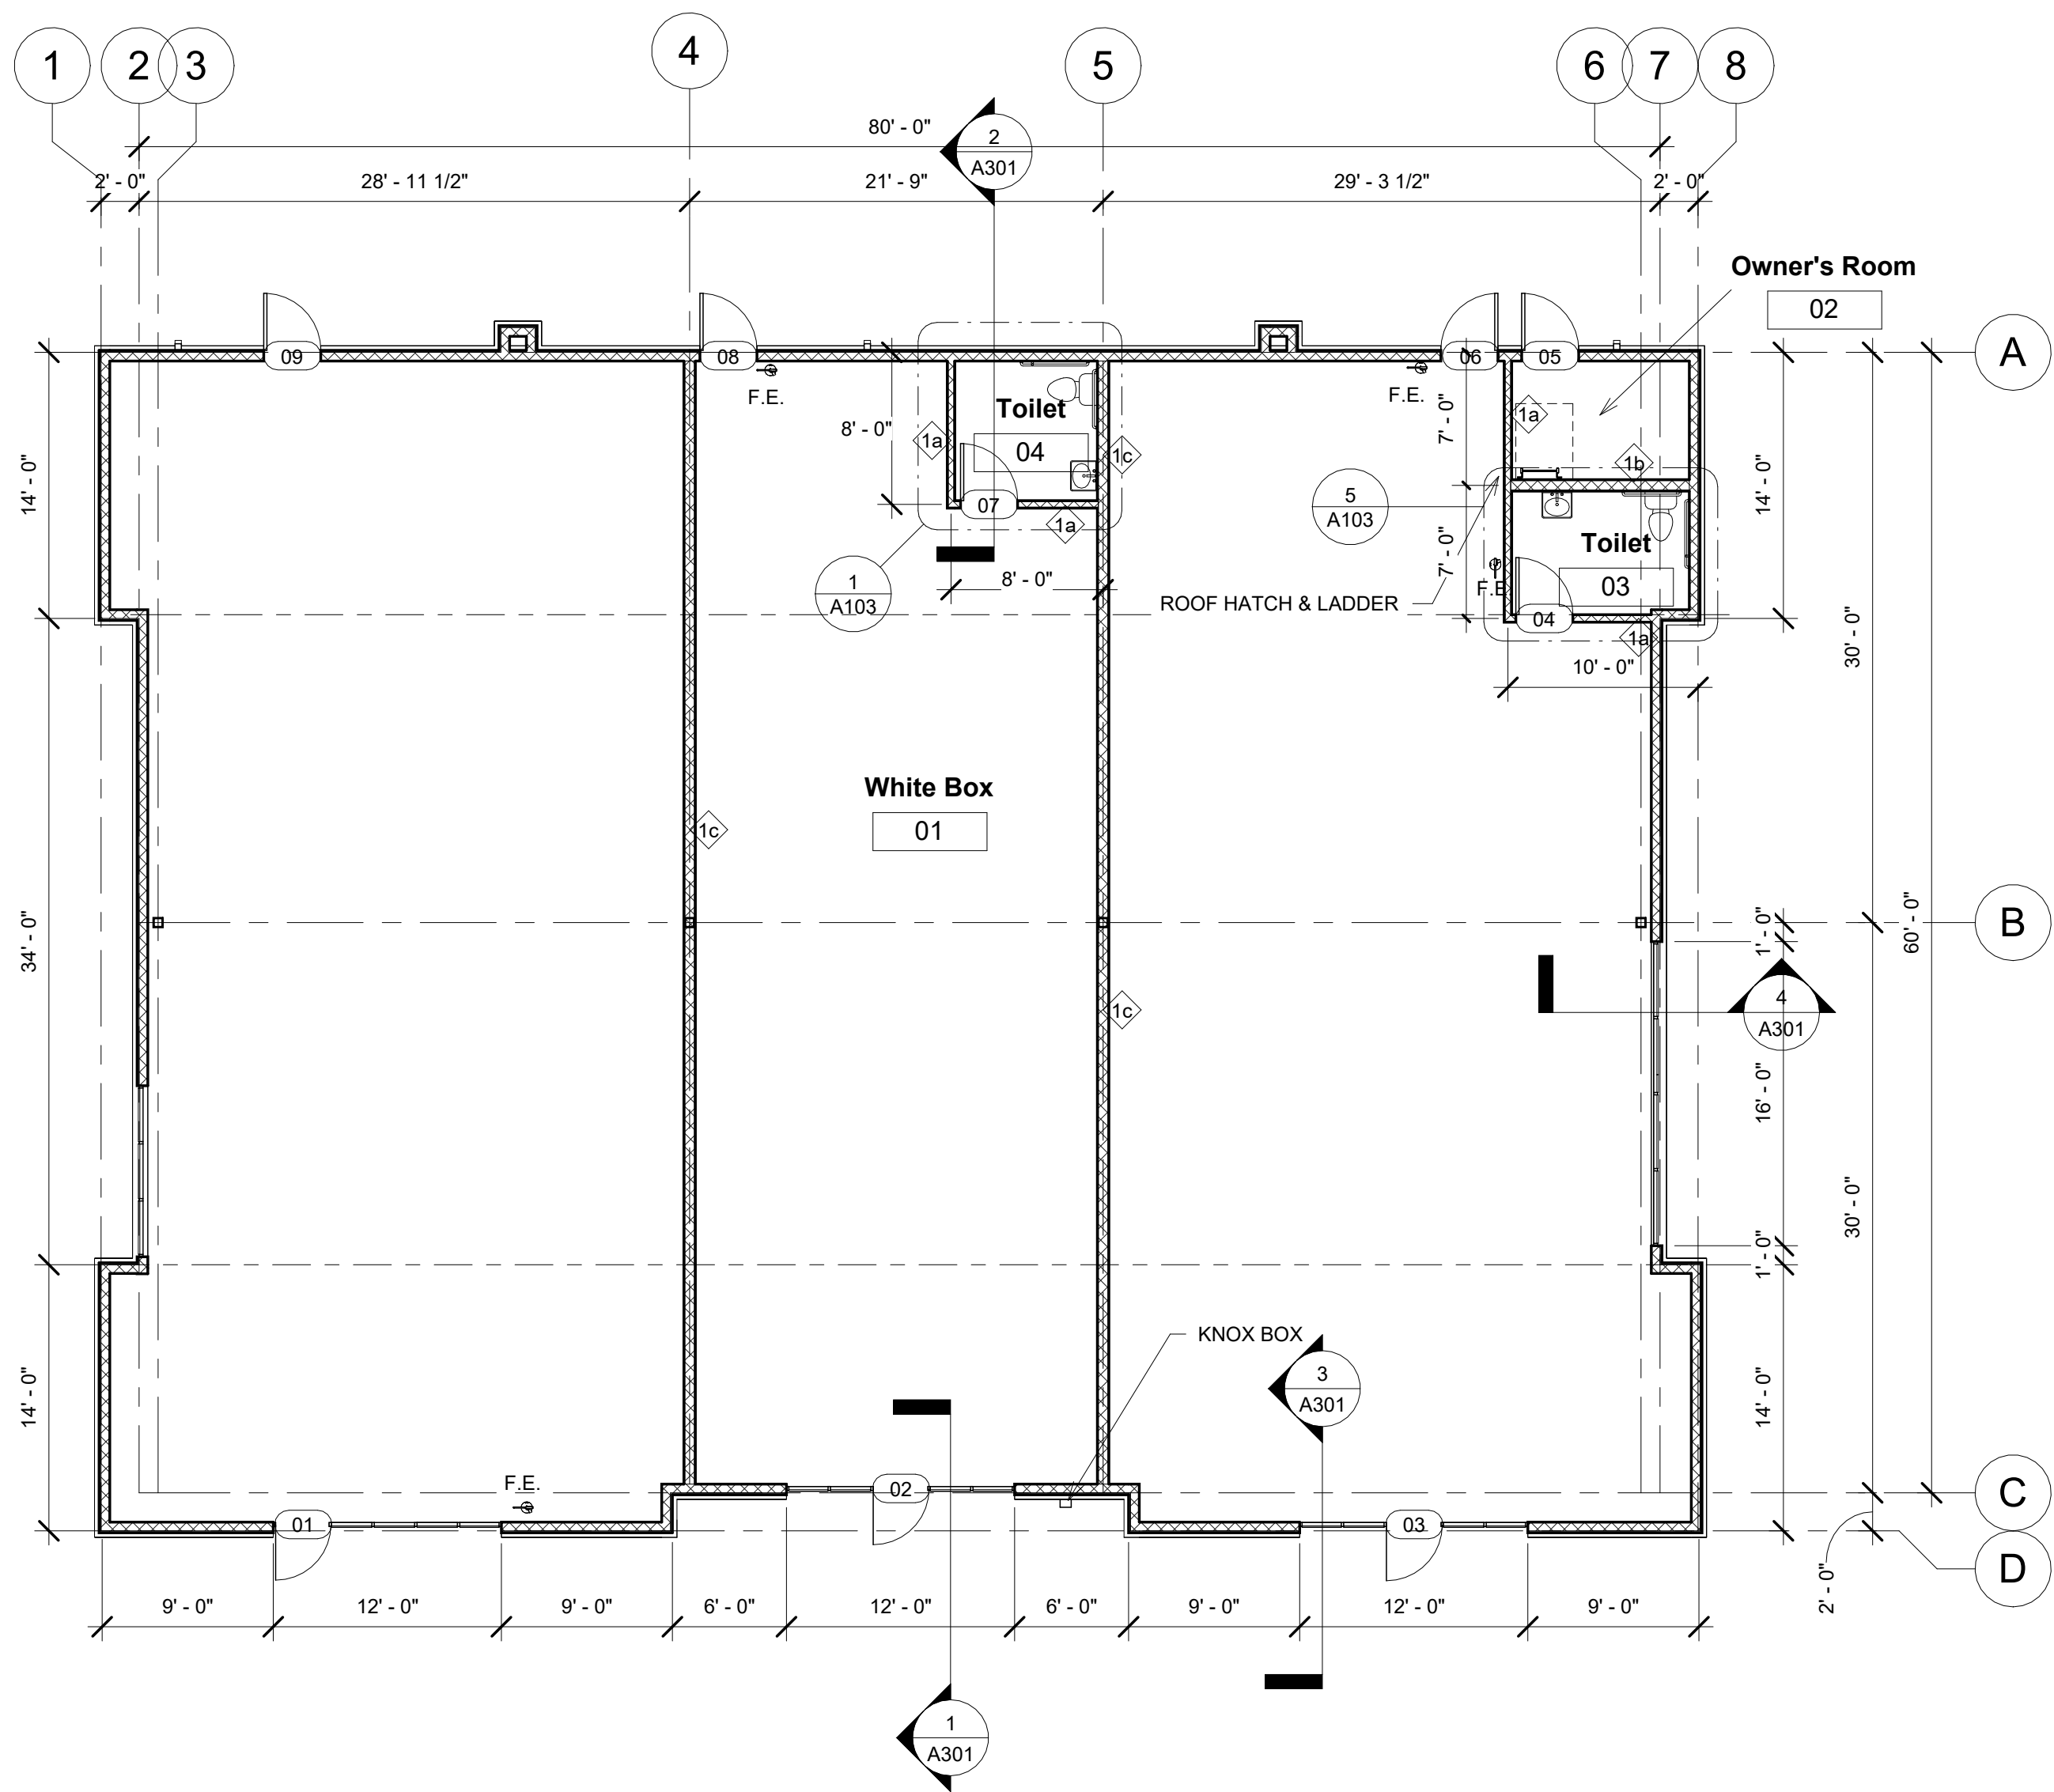 1
2
3
4
5
6
7
8
80' - 0"
2
A301
2' - 0"
28' - 11 1/2"
21' - 9"
29' - 3 1/2"
2' - 0"
Owner's Room
02
A
09
08
06
05
F.E.
F.E.
Toilet
04
8' - 0"
1a
1c
7' - 0"
1a
1b
14' - 0"
14' - 0"
5
A103
07
1a
Toilet
03
7' - 0"
F.E
1
A103
8' - 0"
ROOF HATCH & LADDER
04
1a
10' - 0"
30' - 0"
White Box
01
1c
34' - 0"
B
1' - 0"
60' - 0"
1c
4
A301
16' - 0"
30' - 0"
1' - 0"
KNOX BOX
3
A301
14' - 0"
14' - 0"
F.E.
02
C
01
03
D
2' - 0"
9' - 0"
12' - 0"
9' - 0"
6' - 0"
12' - 0"
6' - 0"
9' - 0"
12' - 0"
9' - 0"
1
A301